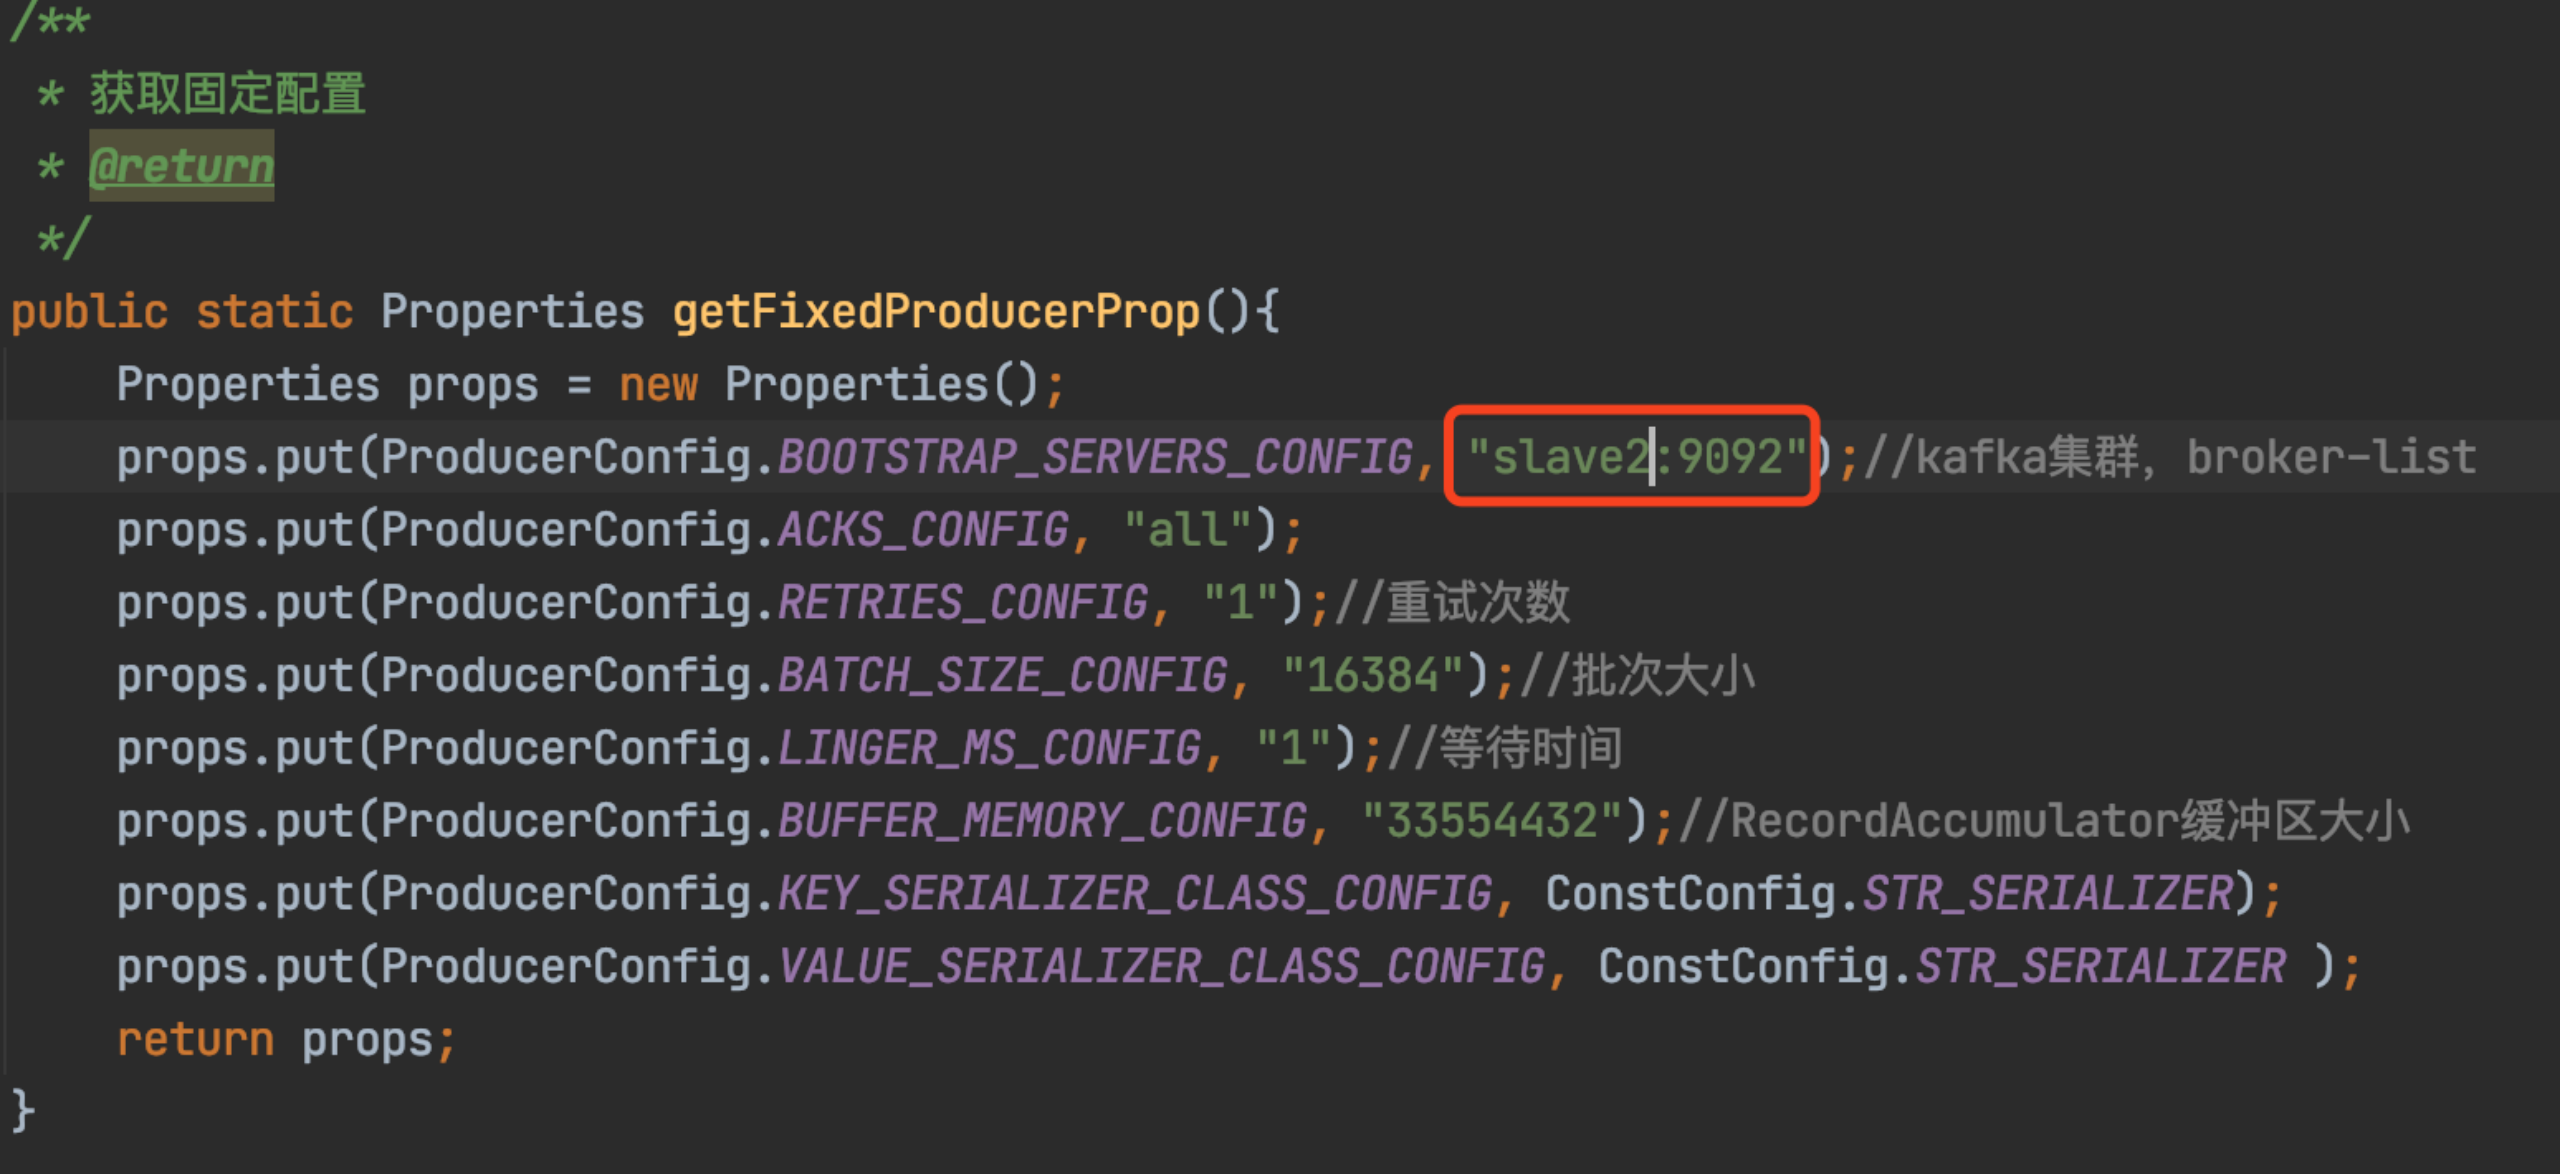 /**
 * 获取固定配置
 * @return
 */
public static Properties getFixedProducerProp(){
    Properties props = new Properties();
    props.put(ProducerConfig.BOOTSTRAP_SERVERS_CONFIG, "slave2:9092");//kafka集群，broker-list
    props.put(ProducerConfig.ACKS_CONFIG, "all");
    props.put(ProducerConfig.RETRIES_CONFIG, "1");//重试次数
    props.put(ProducerConfig.BATCH_SIZE_CONFIG, "16384");//批次大小
    props.put(ProducerConfig.LINGER_MS_CONFIG, "1");//等待时间
    props.put(ProducerConfig.BUFFER_MEMORY_CONFIG, "33554432");//RecordAccumulator缓冲区大小
    props.put(ProducerConfig.KEY_SERIALIZER_CLASS_CONFIG, ConstConfig.STR_SERIALIZER);
    props.put(ProducerConfig.VALUE_SERIALIZER_CLASS_CONFIG, ConstConfig.STR_SERIALIZER );
    return props;
}